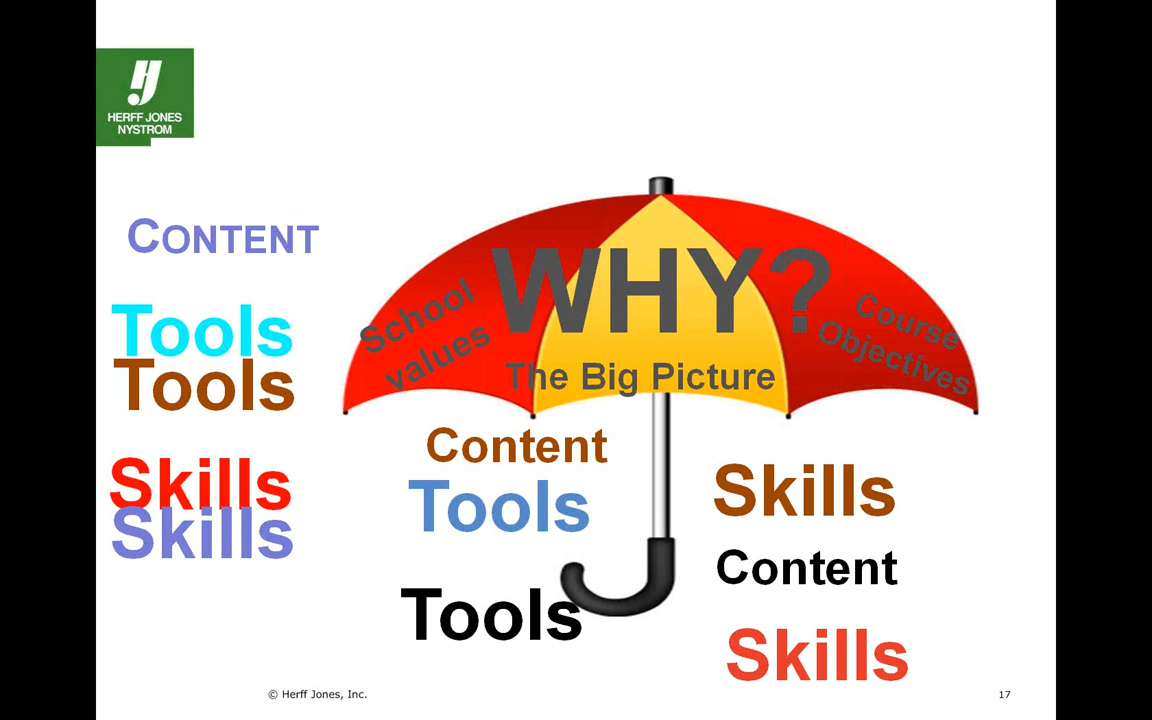 HERFF JONES
NYSTROM
CONTENT
Tools
Tools
Skills
Skills
WHY?
School
values
Course
Objectives
The Big Picture
Content
Tools
Tools
Skills
Content
Skills
© Herff Jones, Inc.
17